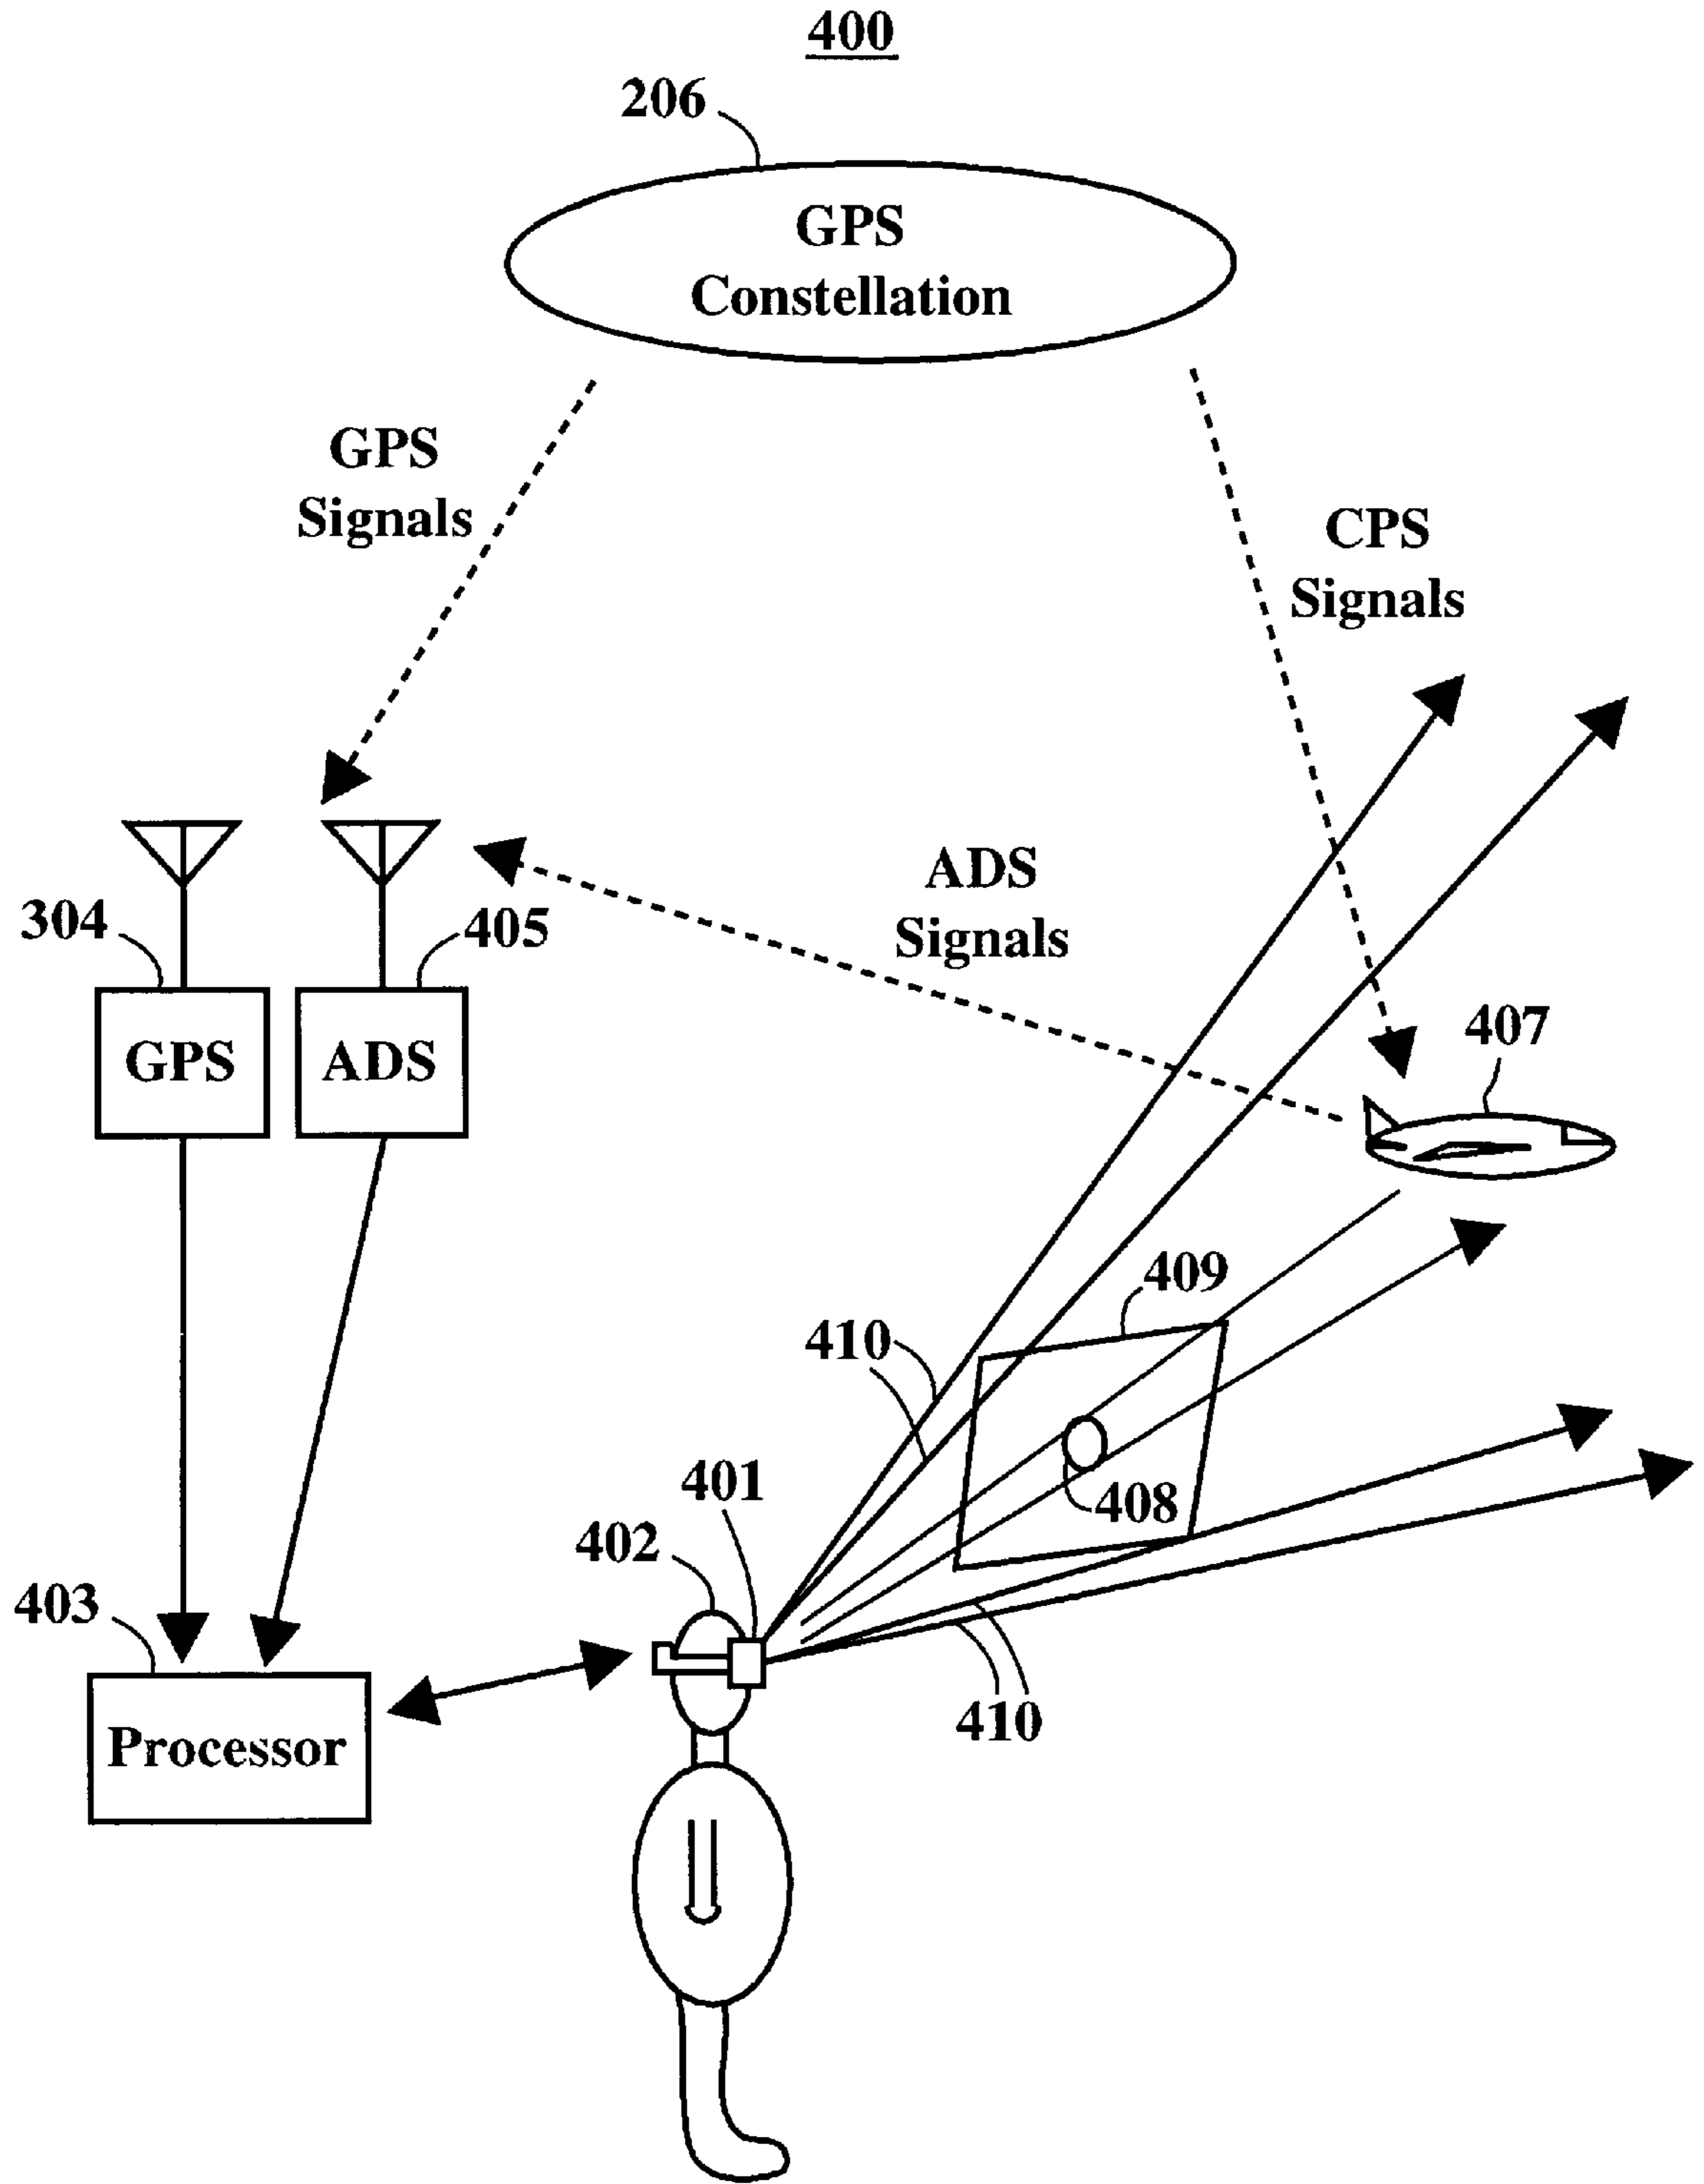 400
206
GPS
Constellation
GPS
Signals
CPS
Signals
ADS
Signals
304
405
407
GPS
ADS
409
410
408
401
402
403
410
Processor